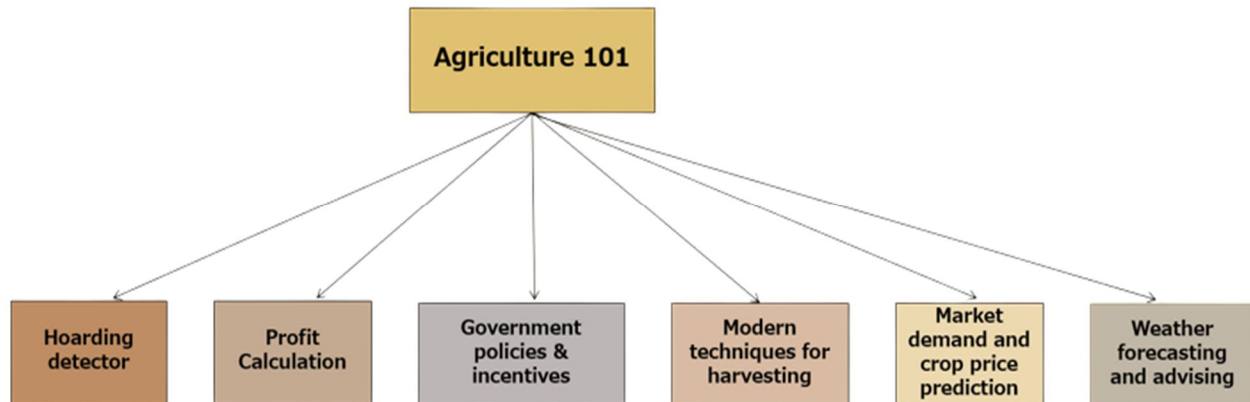 Agriculture 101
Hoarding
detector
Profit
Calculation
Government
policies &
incentives
Modern
techniques for
harvesting
Market
demand and
crop price
prediction
Weather
forecasting
and advising